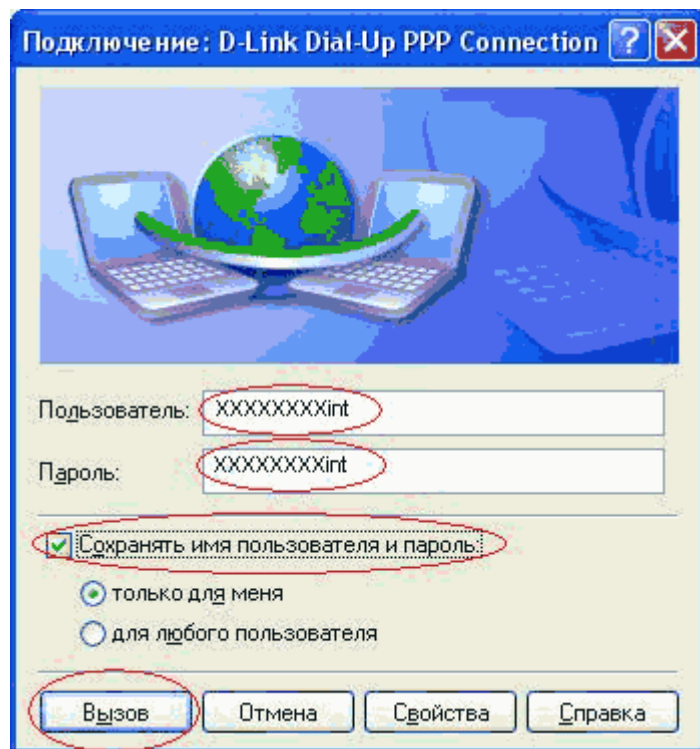 Подключение: D-Link Dial-Up PPP Connection
Пользователь: XXXXXXXXint
Пароль: XXXXXXXXint
Сохранять имя пользователя и пароль:
только для меня
для любого пользователя
Вызов Отмена Свойства Справка